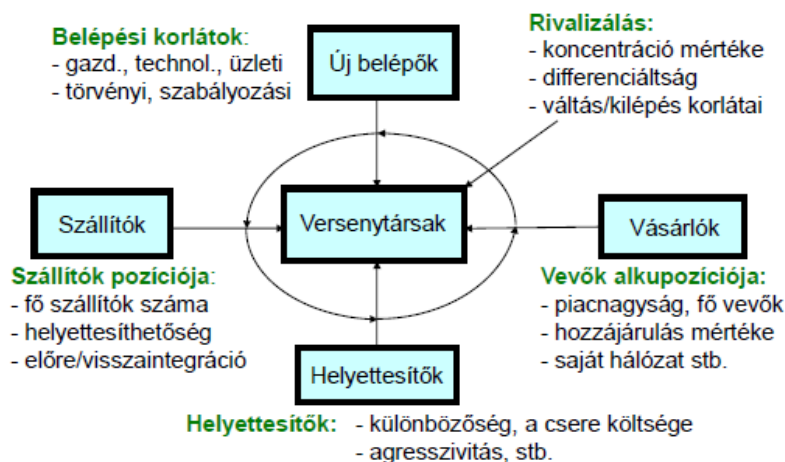 Belépési korlátok:
- gazd., technol., üzleti
- törvényi, szabályozási
Új belépők
Rivalizálás:
- koncentráció mértéke
- differenciáltság
- váltás/kilépés korlátai
Szállítók
Versenytársak
Vásárlók
Szállítók pozíciója:
- fő szállítók száma
- helyettesíthetőség
- előre/visszaintegráció
Vevők alkupozíciója:
- piacnagyság, fő vevők
- hozzájárulás mértéke
- saját hálózat stb.
Helyettesítők
Helyettesítők: - különbözőség, a csere költsége
- agresszivitás, stb.